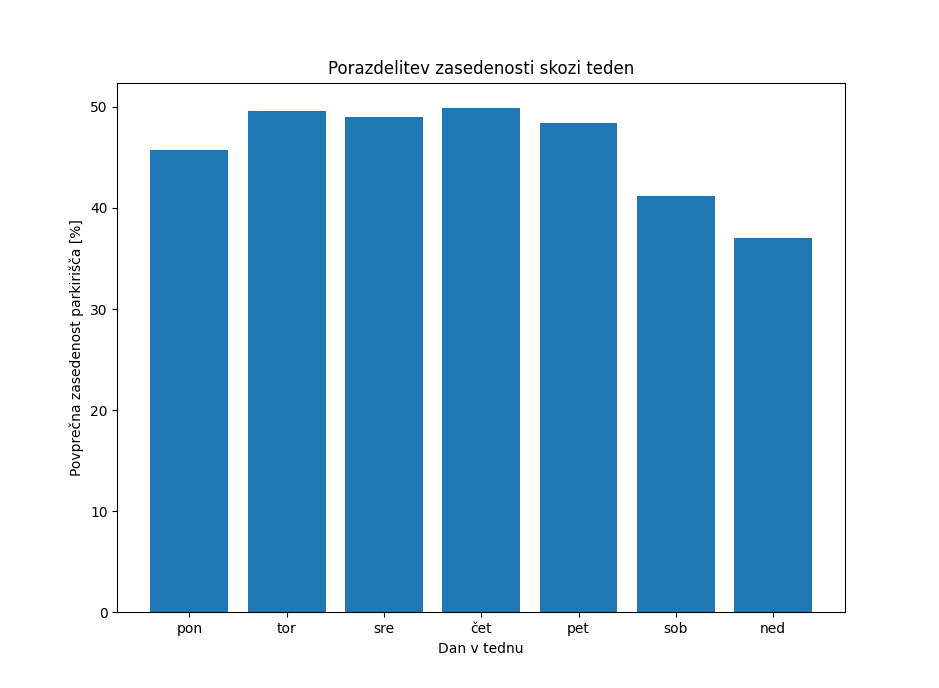 Porazdelitev zasedenosti skozi teden
Povprečna zasedenost parkirišča [%]
50
40
30
20
10
0
pon tor sre čet pet sob ned
Dan v tednu